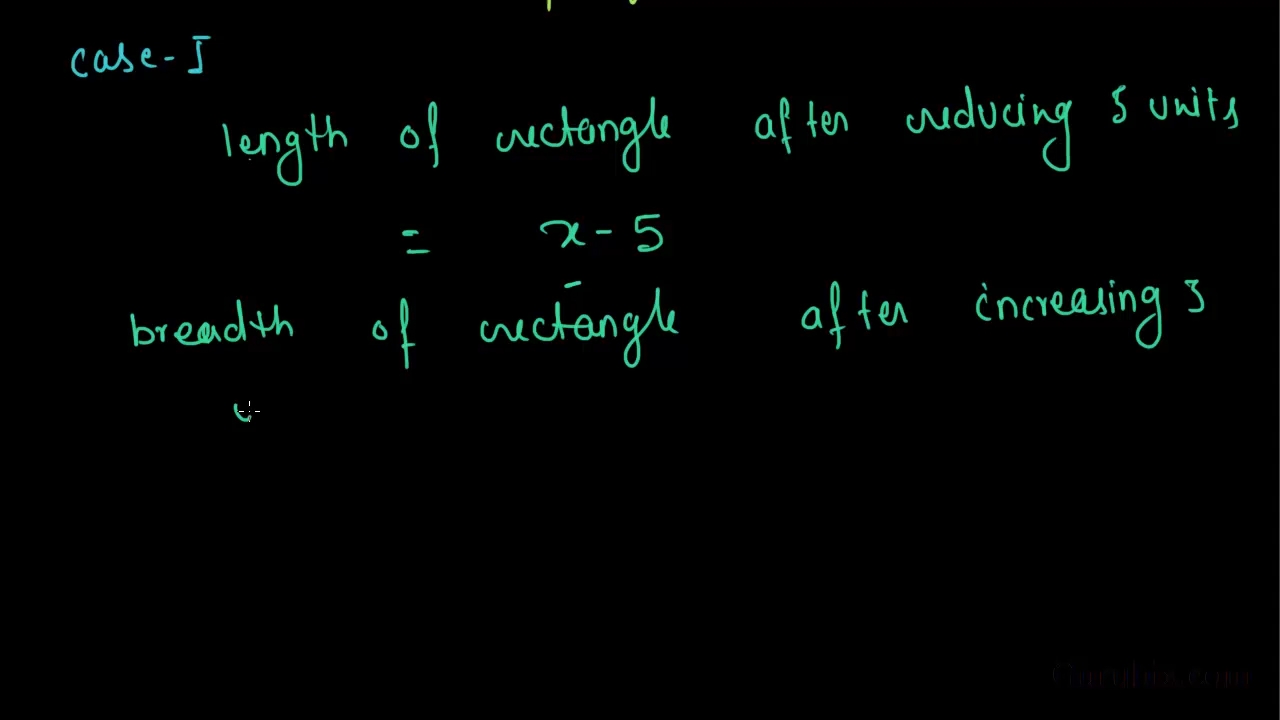 case-I
length of rectangle after reducing 5 units
= x - 5
breadth of rectangle after increasing 3